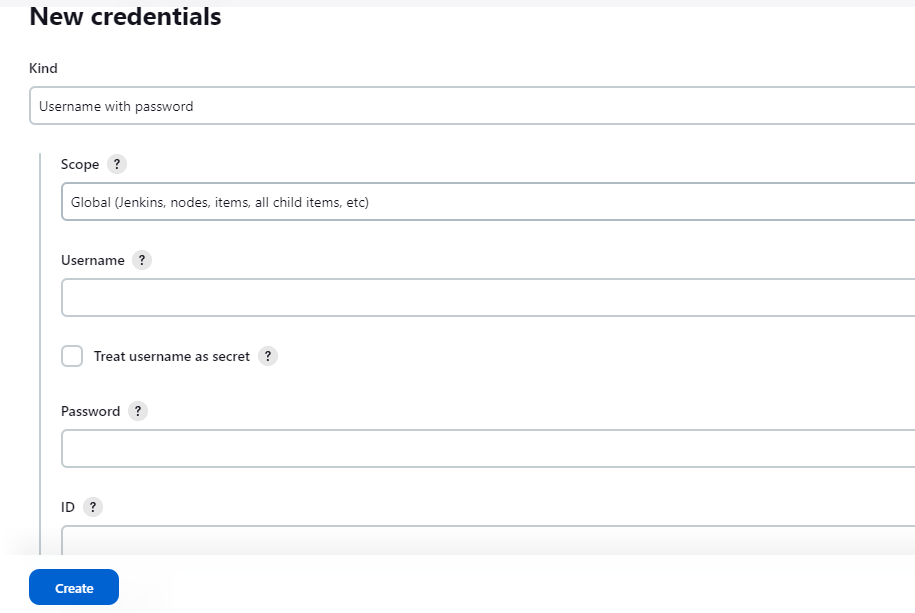 New credentials
Kind
Username with password
Scope ?
Global (Jenkins, nodes, items, all child items, etc)
Username ?
Treat username as secret ?
Password ?
ID ?
Create